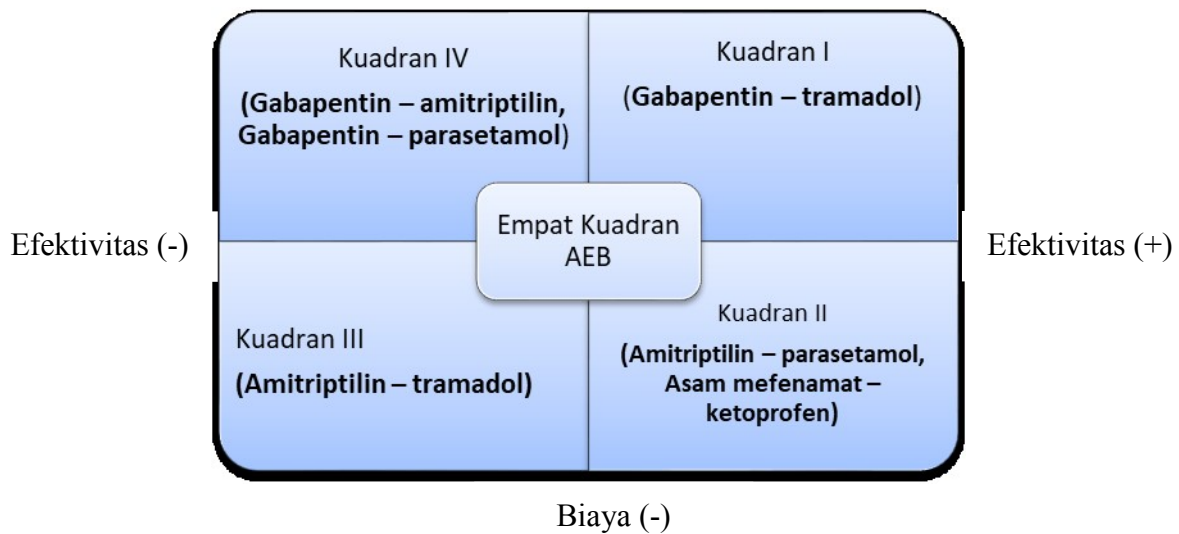 Kuadran IV
(Gabapentin – amitriptilin,
Gabapentin – parasetamol)
Kuadran I
(Gabapentin – tramadol)
Efektivitas (-)
Empat Kuadran
AEB
Efektivitas (+)
Kuadran III
(Amitriptilin – tramadol)
Kuadran II
(Amitriptilin – parasetamol,
Asam mefenamat –
ketoprofen)
Biaya (-)